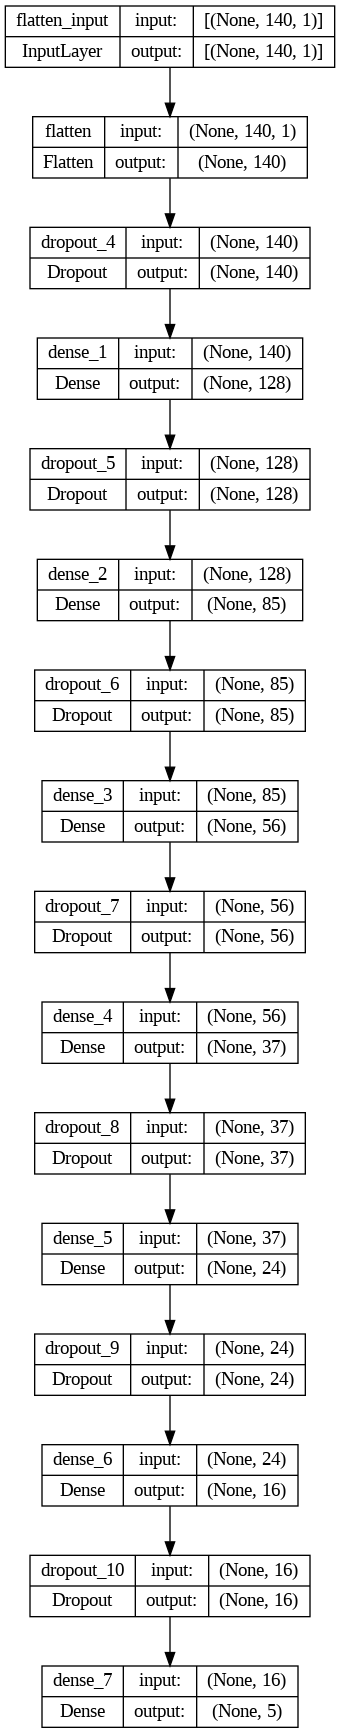 flatten_input input: [(None, 140, 1)]
InputLayer output: [(None, 140, 1)]
flatten input: (None, 140, 1)
Flatten output: (None, 140)
dropout_4 input: (None, 140)
Dropout output: (None, 140)
dense_1 input: (None, 140)
Dense output: (None, 128)
dropout_5 input: (None, 128)
Dropout output: (None, 128)
dense_2 input: (None, 128)
Dense output: (None, 85)
dropout_6 input: (None, 85)
Dropout output: (None, 85)
dense_3 input: (None, 85)
Dense output: (None, 56)
dropout_7 input: (None, 56)
Dropout output: (None, 56)
dense_4 input: (None, 56)
Dense output: (None, 37)
dropout_8 input: (None, 37)
Dropout output: (None, 37)
dense_5 input: (None, 37)
Dense output: (None, 24)
dropout_9 input: (None, 24)
Dropout output: (None, 24)
dense_6 input: (None, 24)
Dense output: (None, 16)
dropout_10 input: (None, 16)
Dropout output: (None, 16)
dense_7 input: (None, 16)
Dense output: (None, 5)